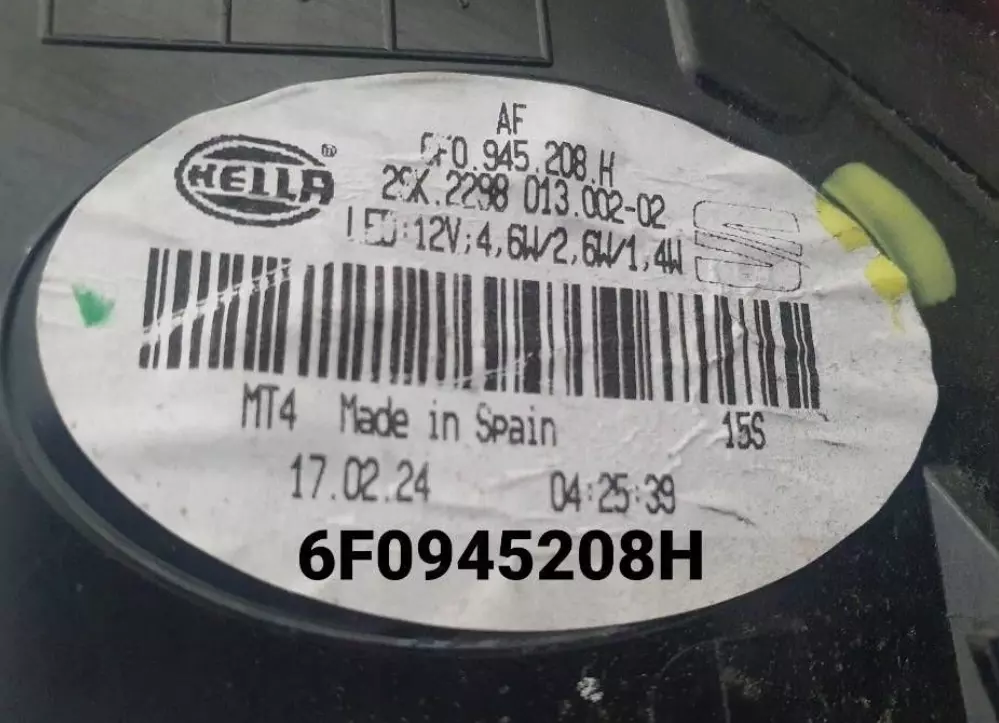 AF
HELLA®
6F0.945.208.H
2SK.2298 013.002-02
LED:12V;4,6W/2,6W/1,4W
MT4 Made in Spain 15S
17.02.24 04:25:39
6F0945208H